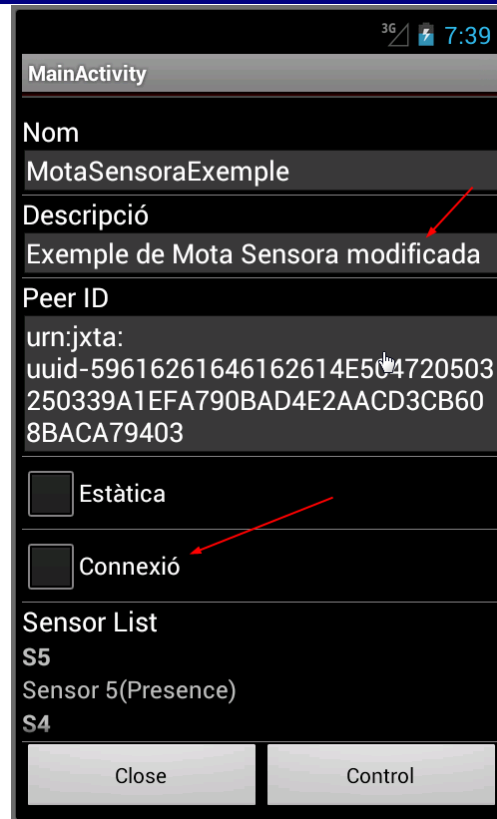 3G 7:39
MainActivity
Nom
MotaSensoraExemple
Descripció
Exemple de Mota Sensora modificada
Peer ID
urn:jxta:
uuid-59616261646162614E504720503
250339A1EFA790BAD4E2AACD3CB60
8BACA79403
Estàtica
Connexió
Sensor List
S5
Sensor 5(Presence)
S4
Close Control